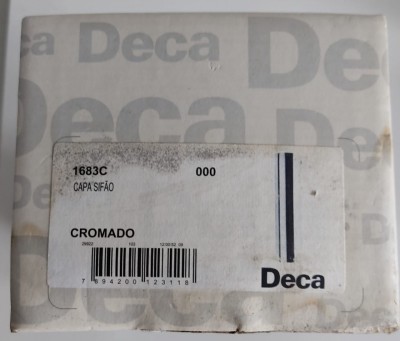 Deca Deca
Deca
Deca
1683C 000
CAPA SIFÃO
CROMADO
7 894200 123118
Deca